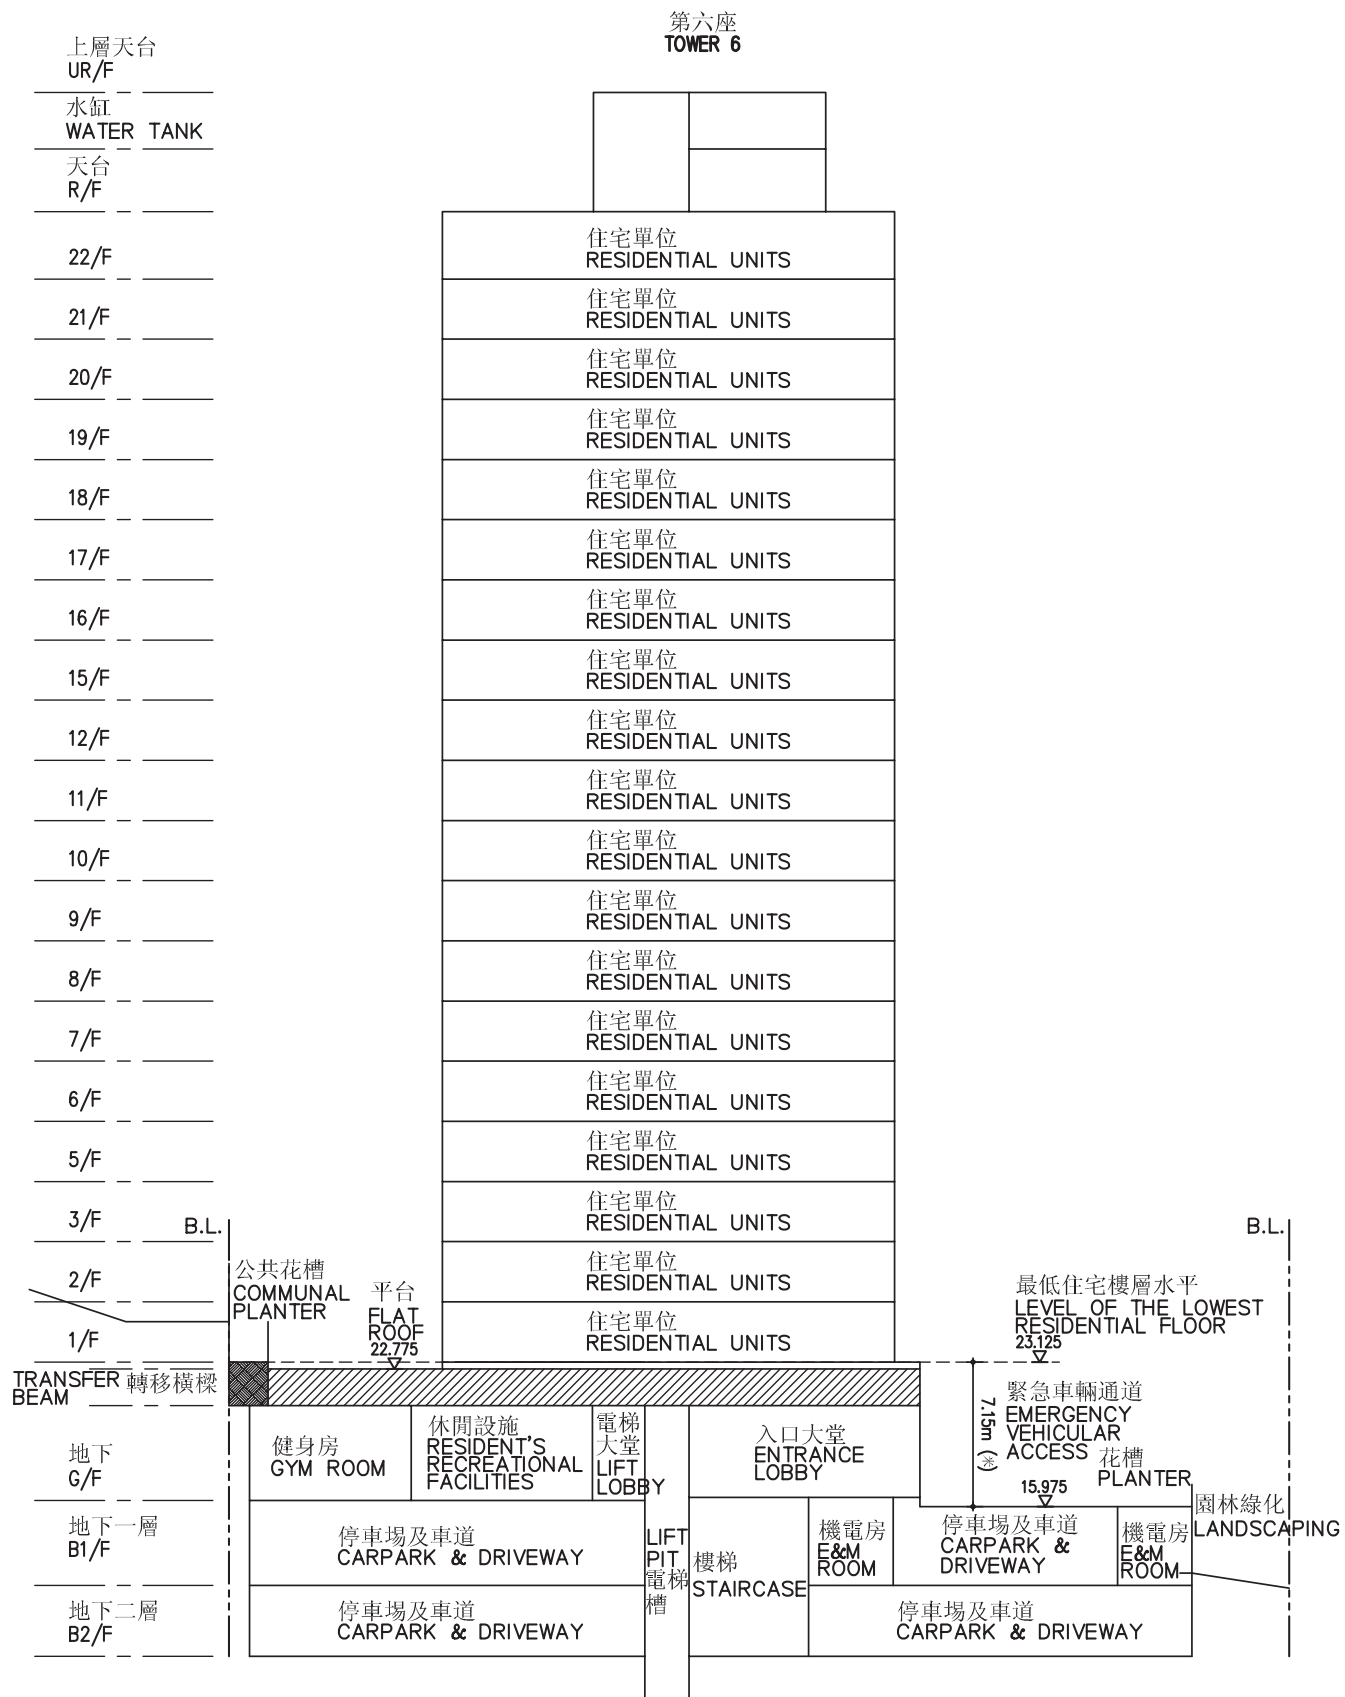 第六座
TOWER 6
上層天台
UR/F
水缸
WATER TANK
天台
R/F
22/F
住宅單位
RESIDENTIAL UNITS
21/F
住宅單位
RESIDENTIAL UNITS
20/F
住宅單位
RESIDENTIAL UNITS
19/F
住宅單位
RESIDENTIAL UNITS
18/F
住宅單位
RESIDENTIAL UNITS
17/F
住宅單位
RESIDENTIAL UNITS
16/F
住宅單位
RESIDENTIAL UNITS
15/F
住宅單位
RESIDENTIAL UNITS
12/F
住宅單位
RESIDENTIAL UNITS
11/F
住宅單位
RESIDENTIAL UNITS
10/F
住宅單位
RESIDENTIAL UNITS
9/F
住宅單位
RESIDENTIAL UNITS
8/F
住宅單位
RESIDENTIAL UNITS
7/F
住宅單位
RESIDENTIAL UNITS
6/F
住宅單位
RESIDENTIAL UNITS
5/F
住宅單位
RESIDENTIAL UNITS
3/F
住宅單位
RESIDENTIAL UNITS
2/F
住宅單位
RESIDENTIAL UNITS
1/F
住宅單位
RESIDENTIAL UNITS
B.L.
B.L.
公共花槽
COMMUNAL
PLANTER
平台
FLAT
ROOF
22.775
最低住宅樓層水平
LEVEL OF THE LOWEST
RESIDENTIAL FLOOR
23.125
TRANSFER
BEAM
轉移橫樑
7.15m (※)
緊急車輛通道
EMERGENCY
VEHICULAR
ACCESS
花槽
PLANTER
15.975
園林綠化
LANDSCAPING
地下
G/F
健身房
GYM ROOM
休閒設施
RESIDENT'S
RECREATIONAL
FACILITIES
電梯
大堂
LIFT
LOBBY
入口大堂
ENTRANCE
LOBBY
地下一層
B1/F
停車場及車道
CARPARK & DRIVEWAY
LIFT
PIT
電梯
槽
樓梯
STAIRCASE
機電房
E&M
ROOM
停車場及車道
CARPARK &
DRIVEWAY
機電房
E&M
ROOM
地下二層
B2/F
停車場及車道
CARPARK & DRIVEWAY
停車場及車道
CARPARK & DRIVEWAY